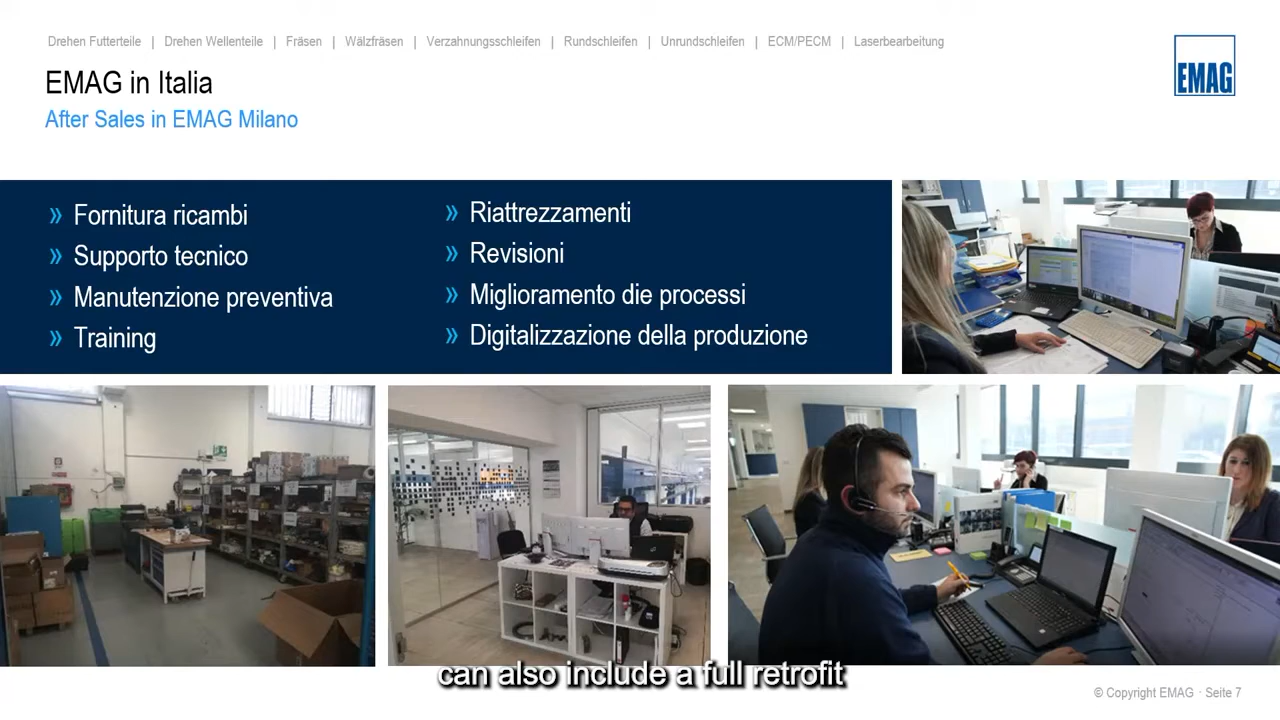 Drehen Futterteile | Drehen Wellenteile | Fräsen | Wälzfräsen | Verzahnungsschleifen | Rundschleifen | Unrundschleifen | ECM/PECM | Laserbearbeitung
EMAG
EMAG in Italia
After Sales in EMAG Milano
» Fornitura ricambi
» Supporto tecnico
» Manutenzione preventiva
» Training
» Riattrezzamenti
» Revisioni
» Miglioramento die processi
» Digitalizzazione della produzione
can also include a full retrofit
© Copyright EMAG · Seite 7